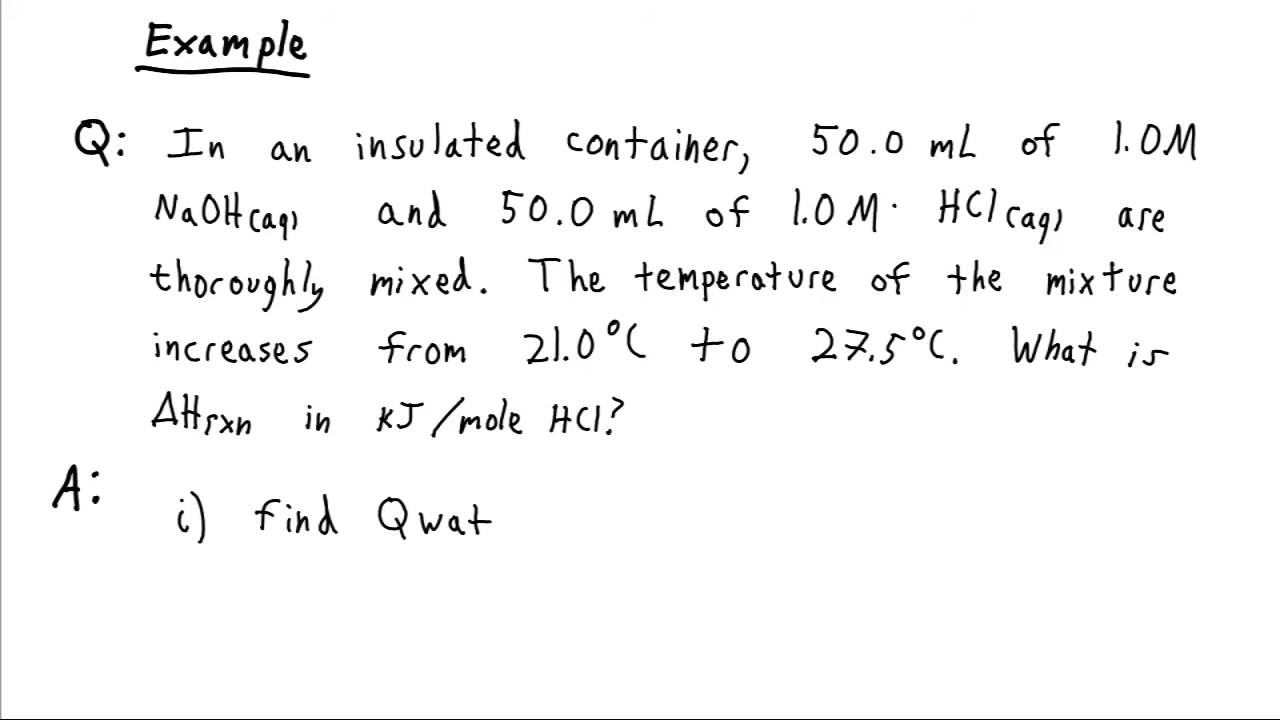 Example
Q: In an insulated container, 50.0 mL of 1.0M
NaOH(aq) and 50.0 mL of 1.0 M· HCl(aq) are
thoroughly mixed. The temperature of the mixture
increases from 21.0°C to 27.5°C. What is
ΔHrxn in kJ/mole HCl?
A:
i) find Qwat